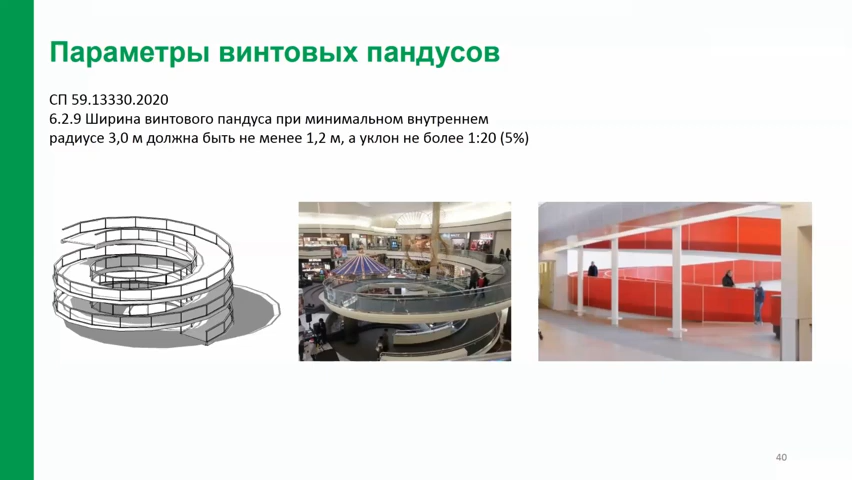 Параметры винтовых пандусов
СП 59.13330.2020
6.2.9 Ширина винтового пандуса при минимальном внутреннем
радиусе 3,0 м должна быть не менее 1,2 м, а уклон не более 1:20 (5%)
40